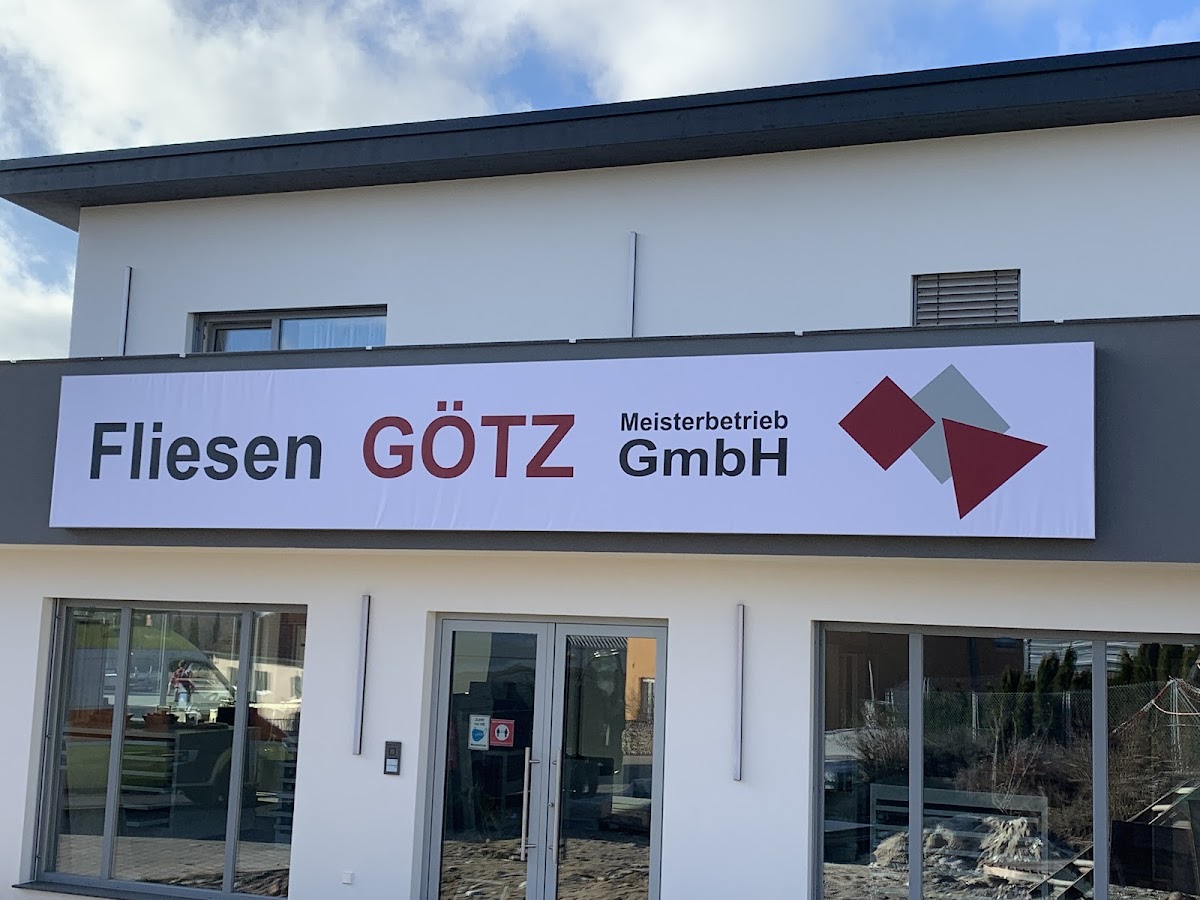 Fliesen GÖTZ
Meisterbetrieb
GmbH